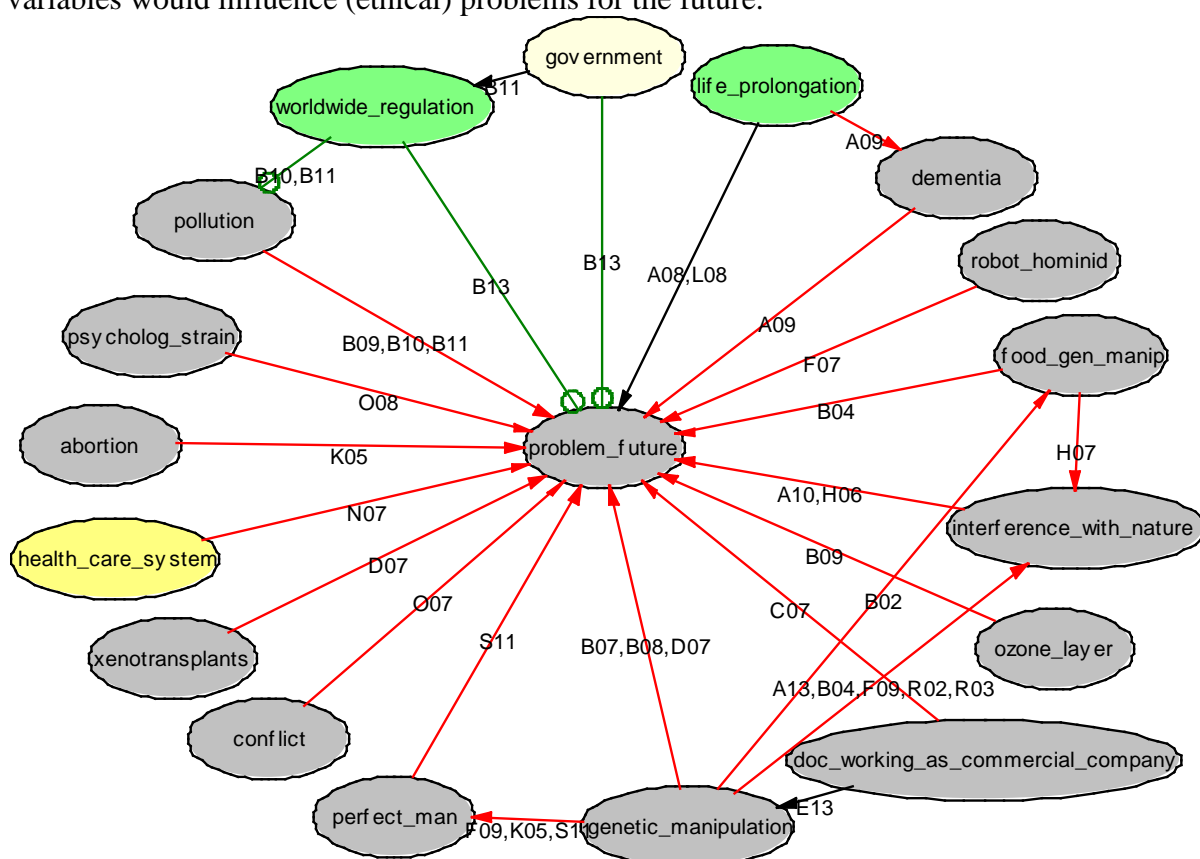 variables would influence (ethical) problems for the future.
government
life_prolongation
B11
worldwide_regulation
A09
B10,B11
dementia
pollution
robot_hominid
B13
A08,L08
B13
psycholog_strain
A09
B09,B10,B11
food_gen_manip
F07
O08
B04
abortion
problem_future
K05
H07
A10,H06
N07
interference_with_nature
health_care_system
B09
D07
B02
O07
C07
S11
B07,B08,D07
ozone_layer
xenotransplants
A13,B04,F09,R02,R03
conflict
doc_working_as_commercial_company
E13
perfect_man
F09,K05,S11
genetic_manipulation